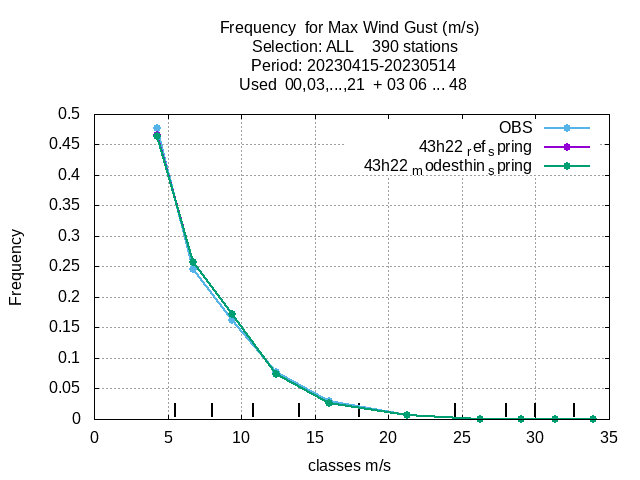 Frequency  for Max Wind Gust (m/s)
Selection: ALL    390 stations
Period: 20230415-20230514
Used  00,03,...,21  + 03 06 ... 48
OBS
43h22 ref spring
43h22 modesthin spring
Frequency
0.5
0.45
0.4
0.35
0.3
0.25
0.2
0.15
0.1
0.05
0
0 5 10 15 20 25 30 35
classes m/s